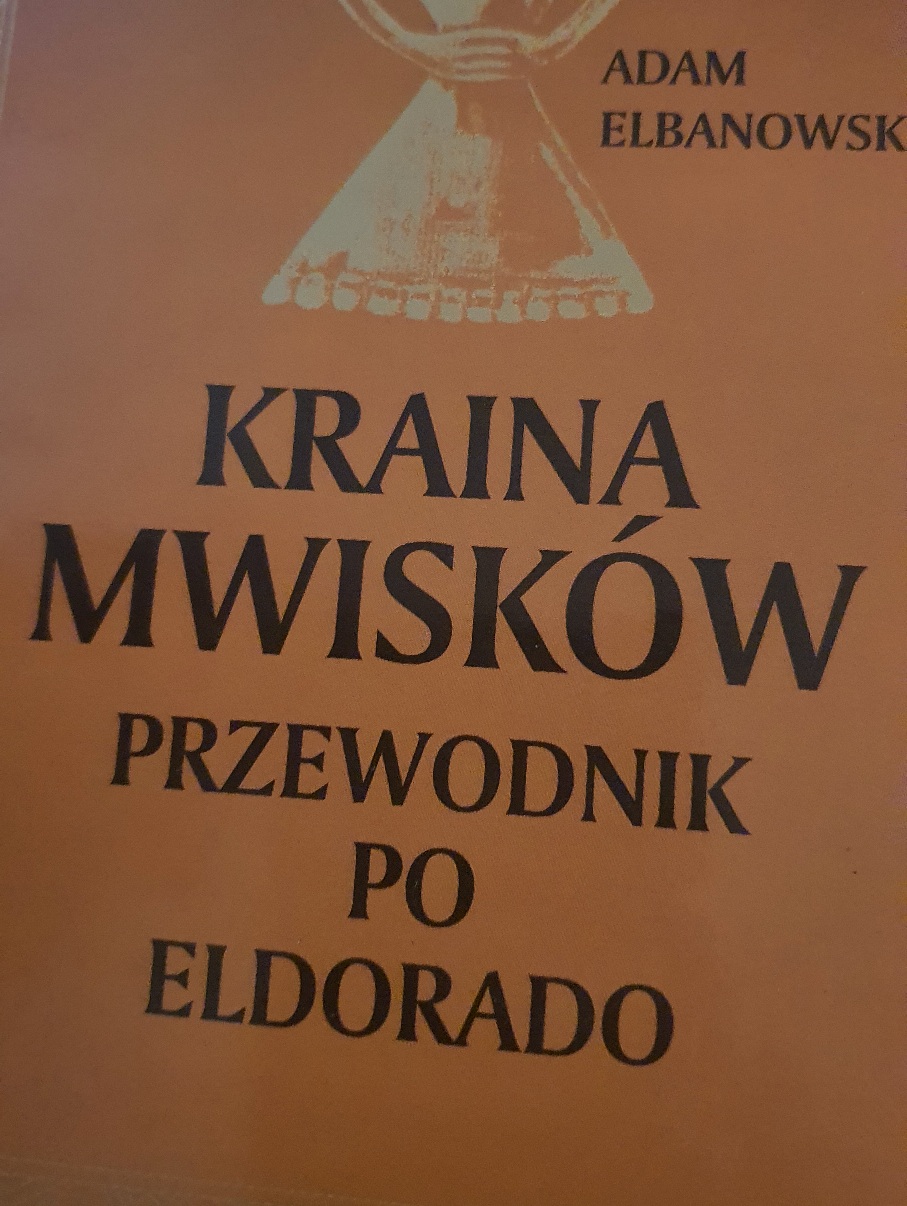 ADAM
ELBANOWSK
KRAINA
MWISKÓW
PRZEWODNIK
PO
ELDORADO